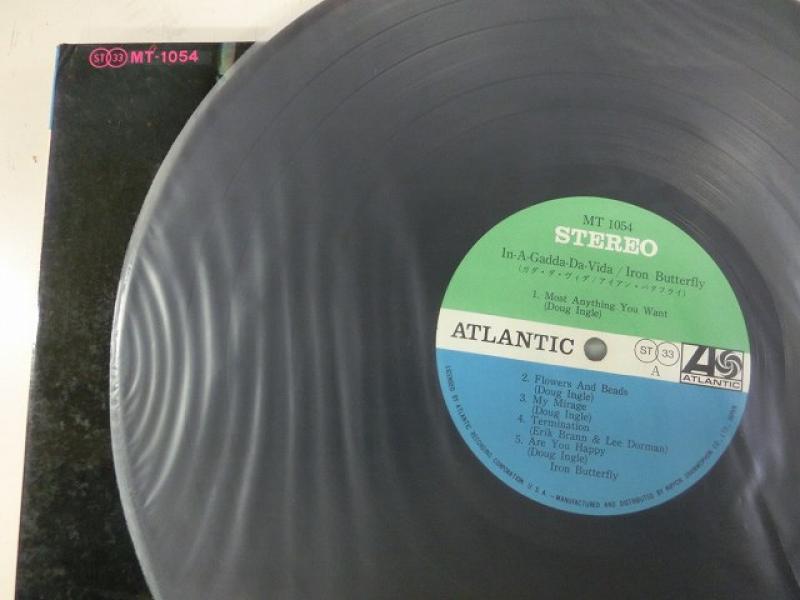 ST 33 MT-1054
MT 1054
STEREO
In-A-Gadda-Da-Vida / Iron Butterfly
(ガダ・ダ・ヴィダ/アイアン・バタフライ)
1. Most Anything You Want
(Doug Ingle)
ATLANTIC
ST 33
A
ATLANTIC
2. Flowers And Beads
(Doug Ingle)
3. My Mirage
(Doug Ingle)
4. Termination
(Erik Brann & Lee Dorman)
5. Are You Happy
(Doug Ingle)
Iron Butterfly
LICENSED BY ATLANTIC RECORDING CORPORATION U.S.A. - MANUFACTURED AND DISTRIBUTED BY NIPPON GRAMMOPHON CO., LTD., JAPAN